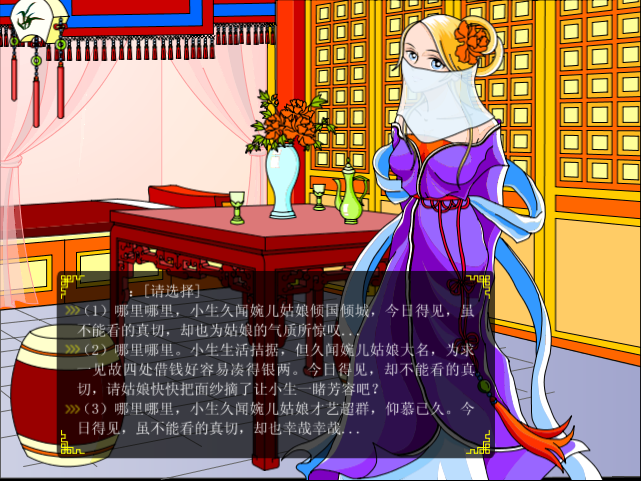 ：[请选择]
(1) 哪里哪里，小生久闻婉儿姑娘倾国倾城，今日得见，虽
不能看的真切，却也为姑娘的气质所惊叹...
(2) 哪里哪里。小生生活拮据，但久闻婉儿姑娘大名，为求
一见故四处借钱好容易凑得银两。今日得见，却不能看的真
切，请姑娘快快把面纱摘了让小生一睹芳容吧？
(3) 哪里哪里，小生久闻婉儿姑娘才艺超群，仰慕已久。今
日得见，虽不能看的真切，却也幸哉幸哉...